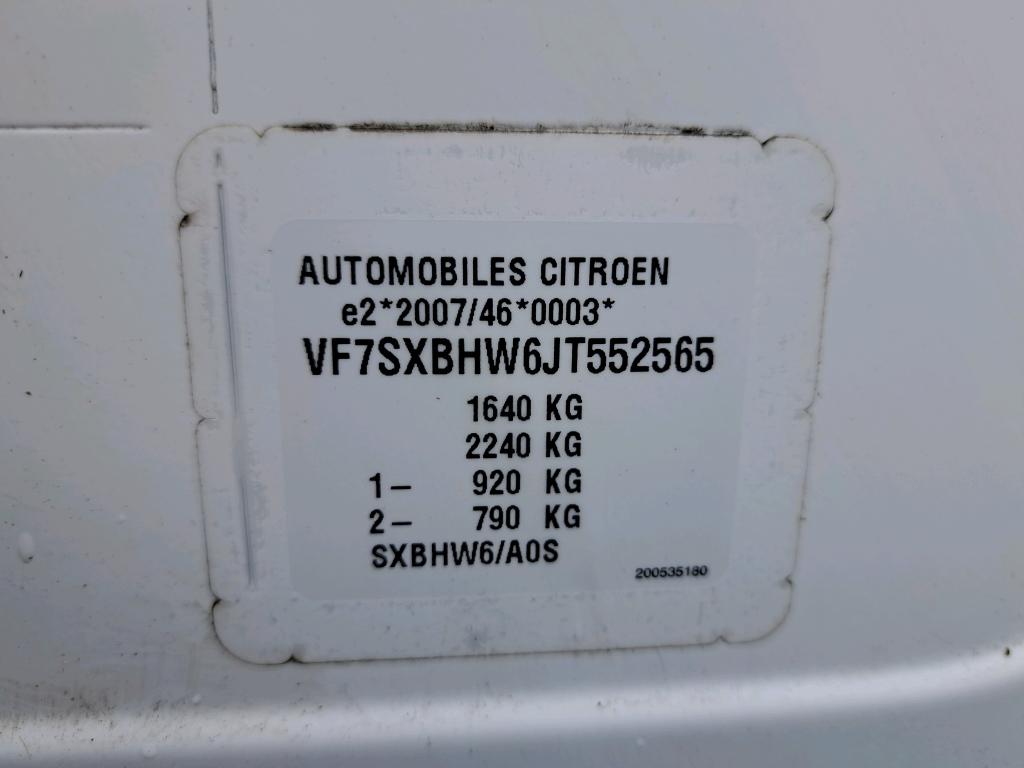 AUTOMOBILES CITROEN
e2*2007/46*0003*
VF7SXBHW6JT552565
1640 KG
2240 KG
1– 920 KG
2– 790 KG
SXBHW6/A0S
200535180